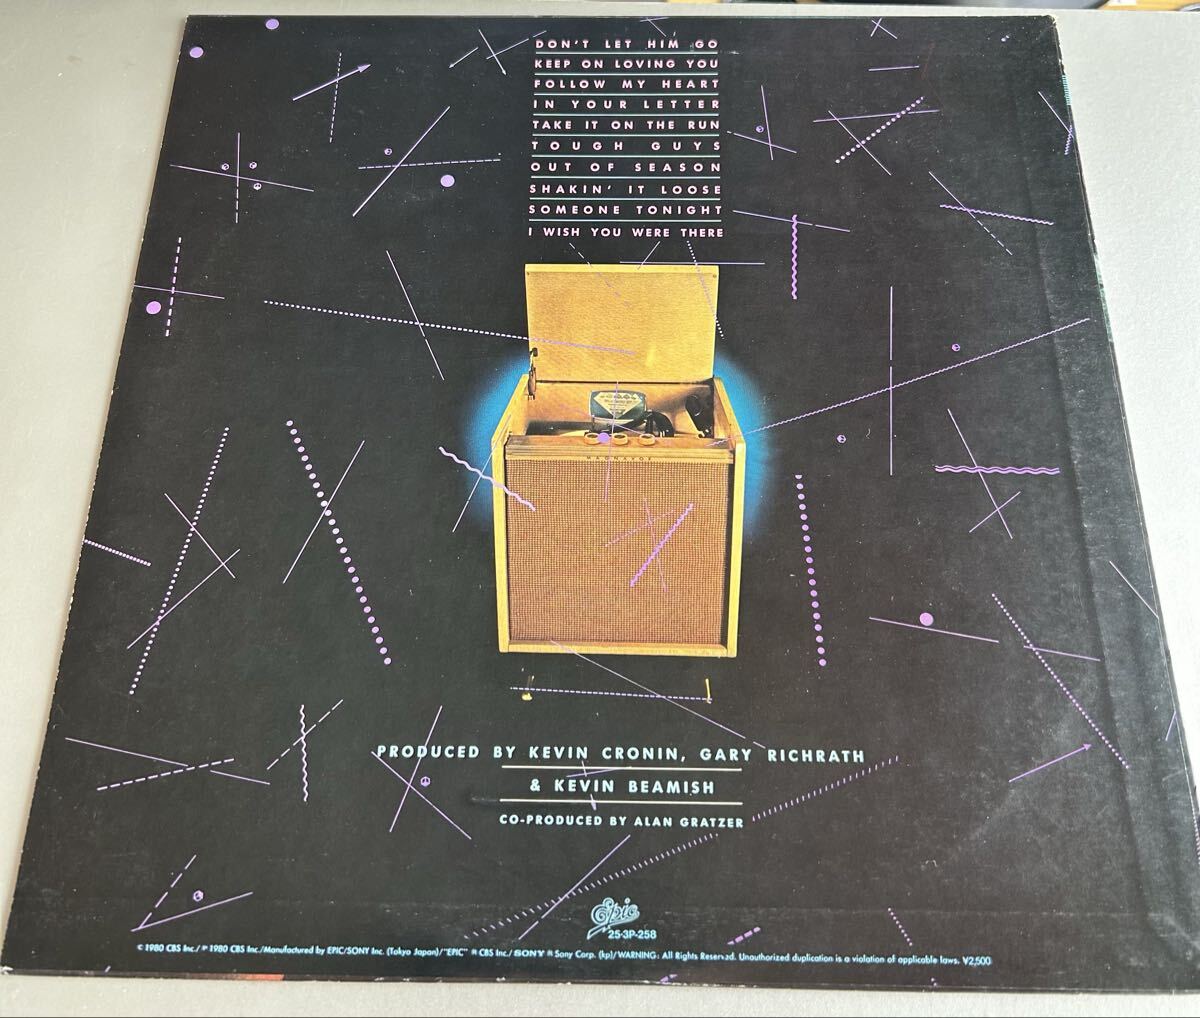 DON'T LET HIM GO
KEEP ON LOVING YOU
FOLLOW MY HEART
IN YOUR LETTER
TAKE IT ON THE RUN
TOUGH GUYS
OUT OF SEASON
SHAKIN' IT LOOSE
SOMEONE TONIGHT
I WISH YOU WERE THERE
MAGNAVOX
PRODUCED BY KEVIN CRONIN, GARY RICHRATH
& KEVIN BEAMISH
CO-PRODUCED BY ALAN GRATZER
Epic
25·3P-258
© 1980 CBS Inc./℗ 1980 CBS Inc./Manufactured by EPIC/SONY Inc. (Tokyo Japan)/"EPIC" ® CBS Inc./SONY ® Sony Corp. (kp)/WARNING: All Rights Reserved. Unauthorized duplication is a violation of applicable laws. ¥2,500